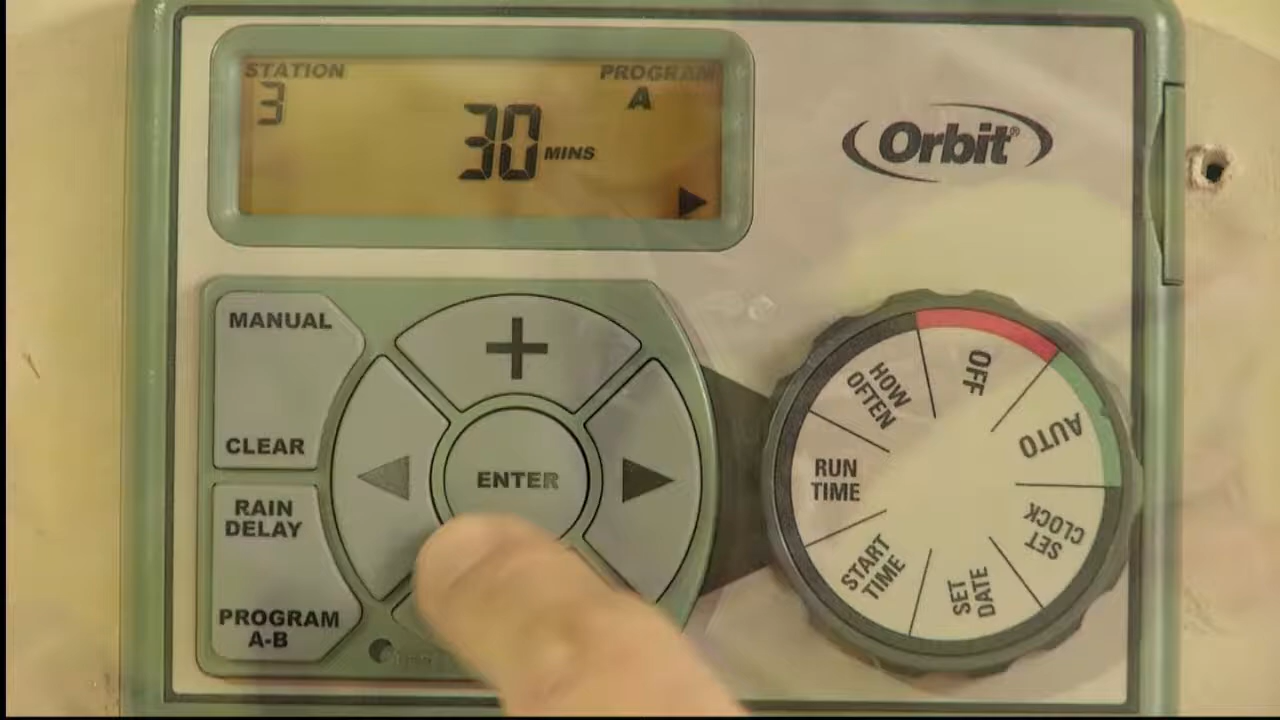 STATION
PROGRAM
3
A
30 MINS
Orbit®
MANUAL
CLEAR
ENTER
RAIN
DELAY
PROGRAM
A-B
OFF
AUTO
SET
CLOCK
SET
DATE
START
TIME
RUN
TIME
HOW
OFTEN